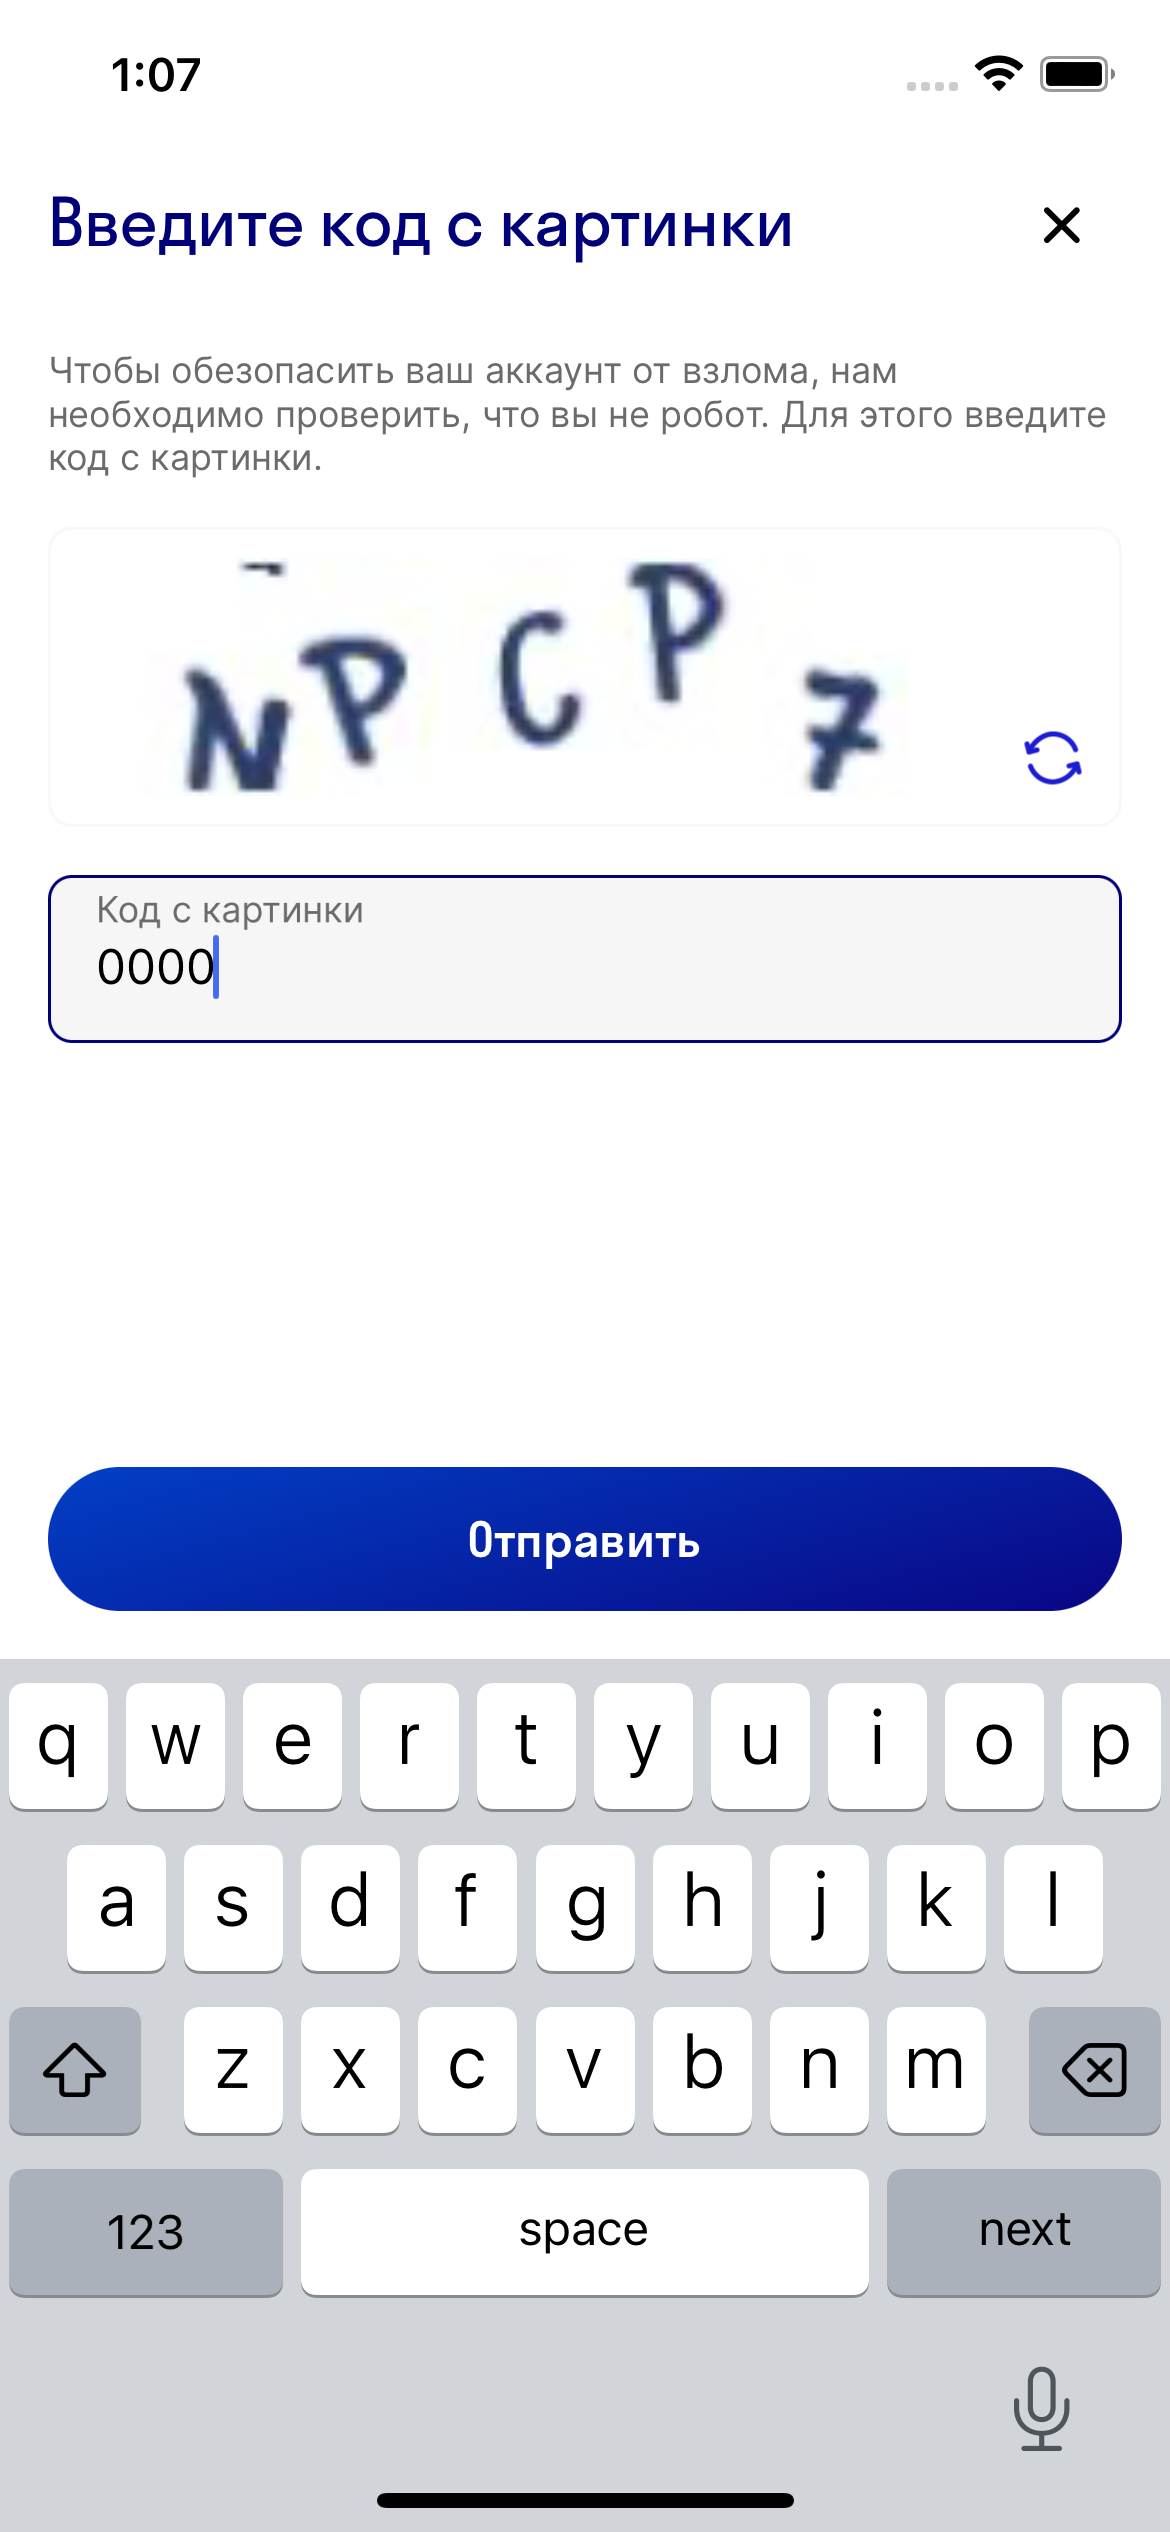 1:07
Введите код с картинки
Чтобы обезопасить ваш аккаунт от взлома, нам
необходимо проверить, что вы не робот. Для этого введите
код с картинки.
NPCP7
Код с картинки
0000
Отправить
q w e r t y u i o p
a s d f g h j k l
z x c v b n m
123 space next